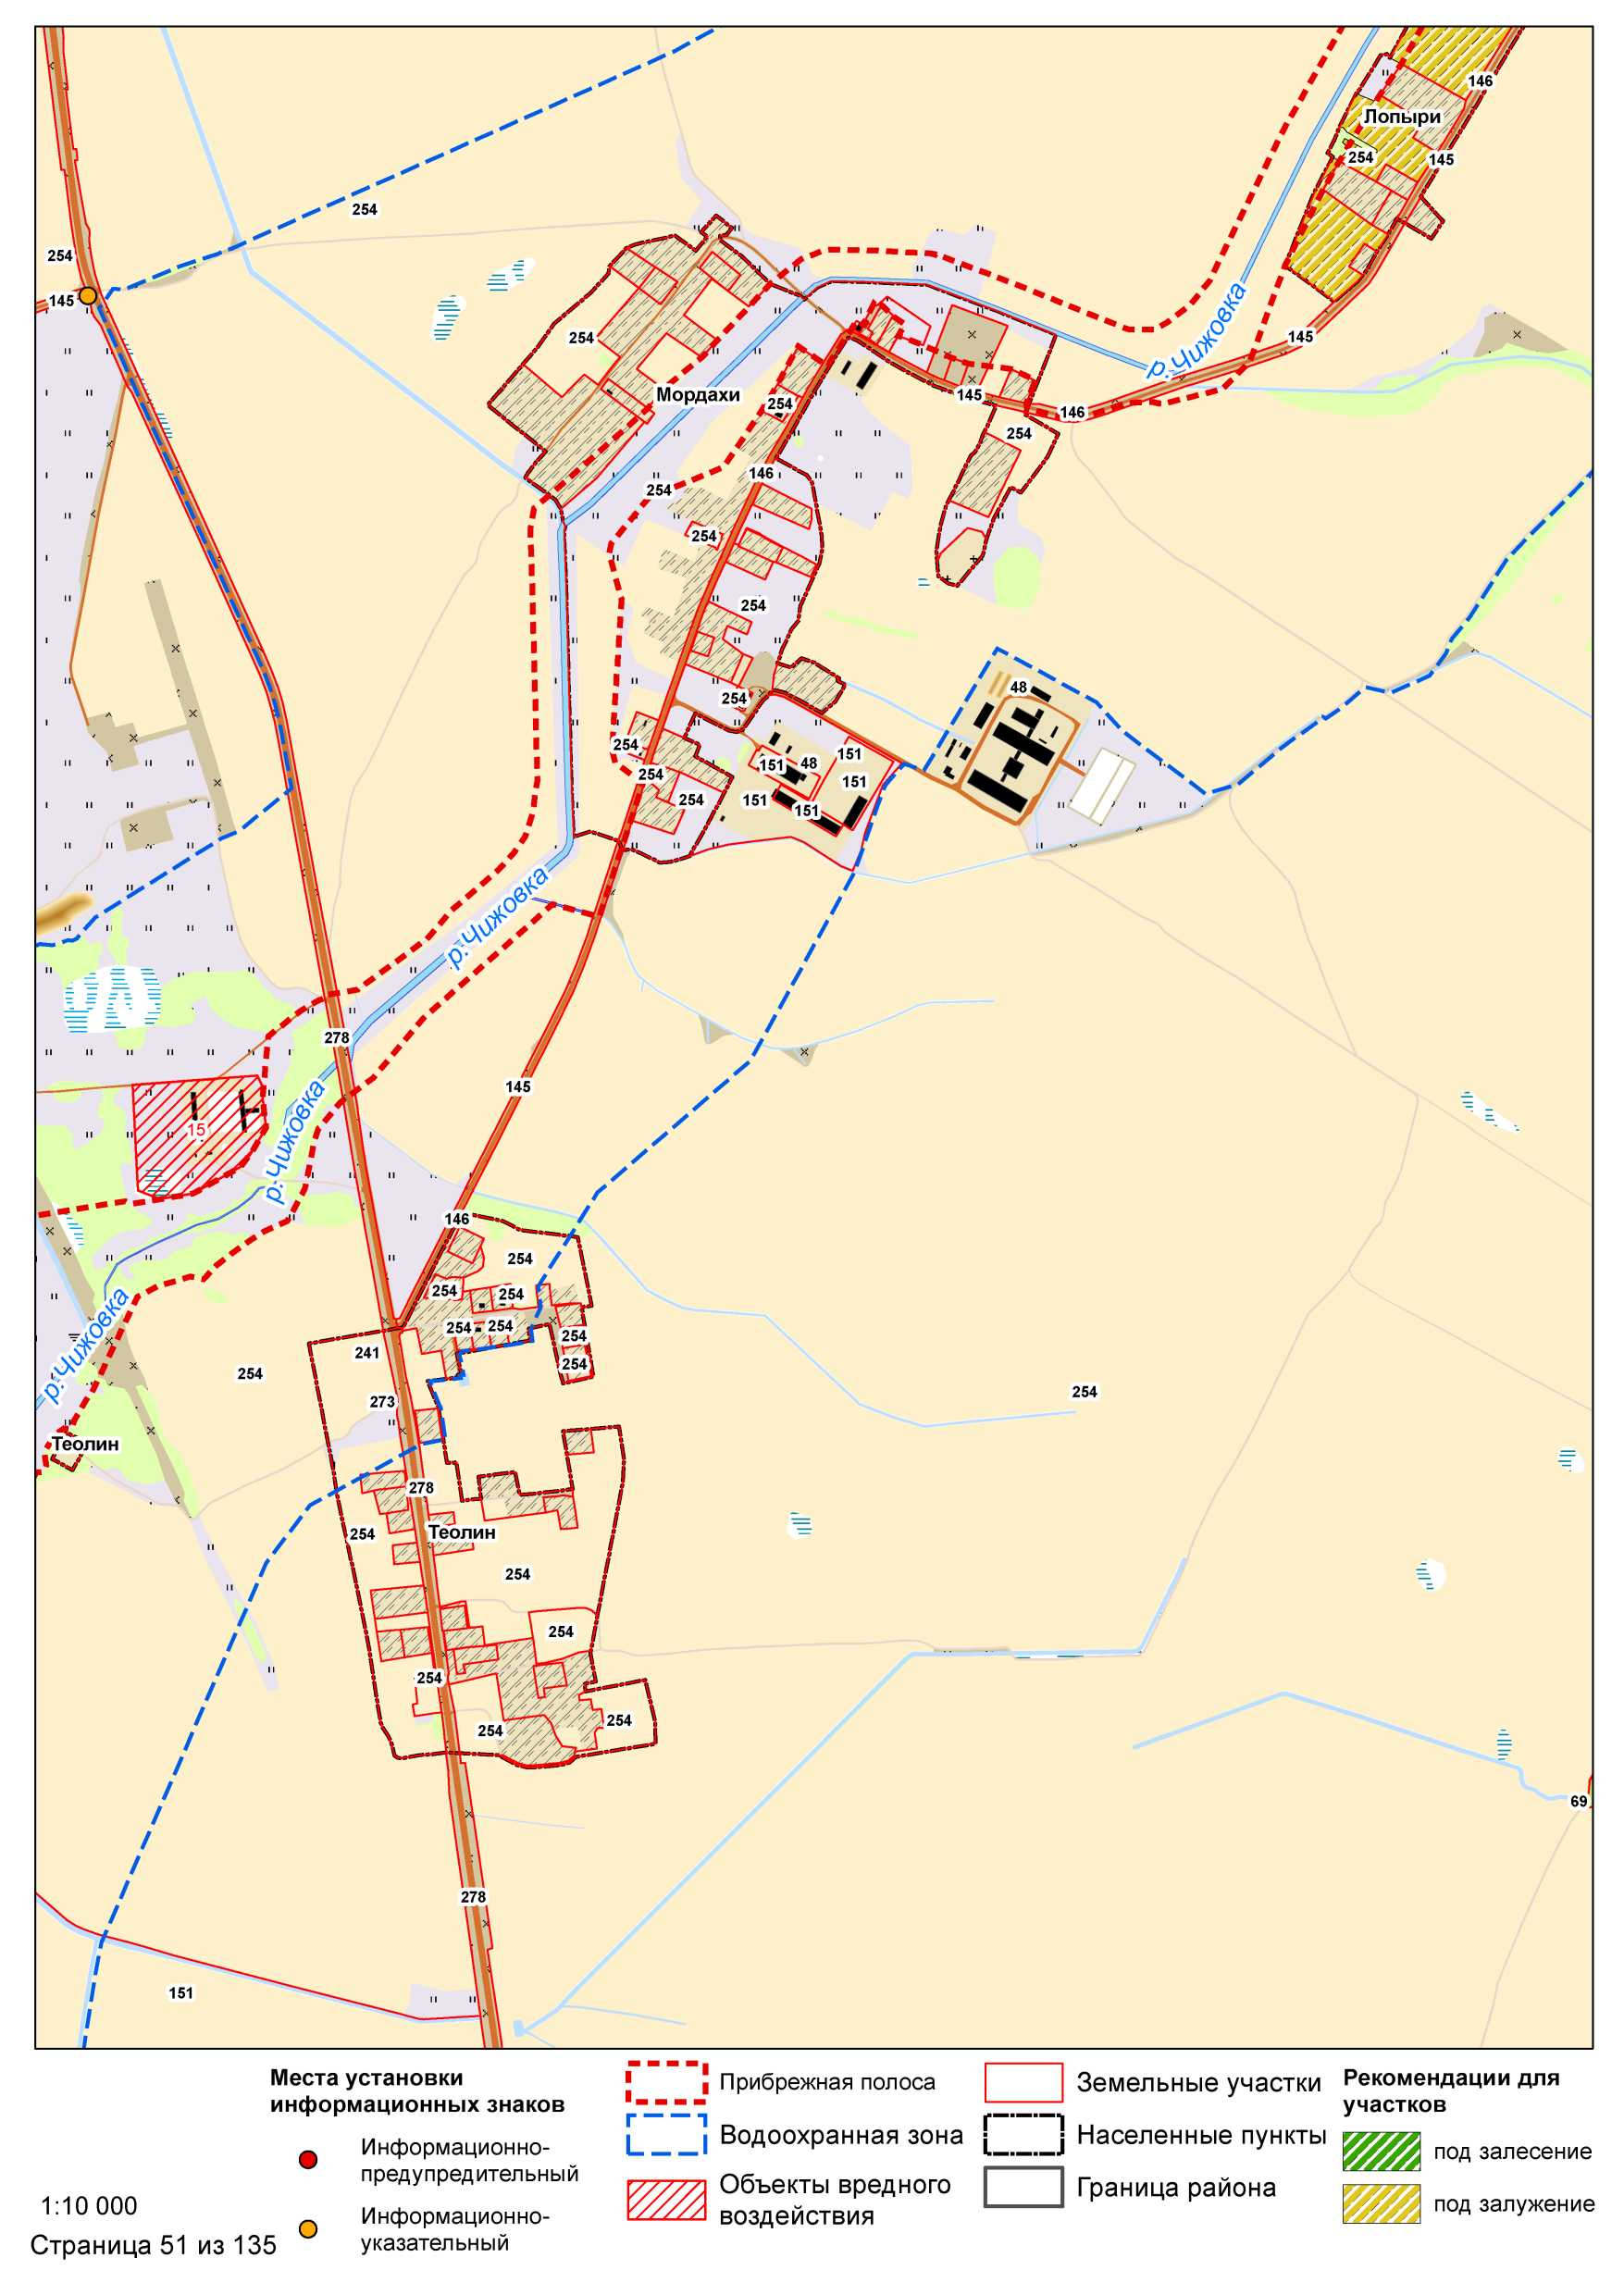 146
Лопыри
254
145
254
254
145
р.Чижовка
145
254
Мордахи
254
145
146
254
146
254
254
254
254
48
254
254
151
48
151
151
254
151
151
р.Чижовка
278
145
15
р.Чижовка
146
254
254
254
254
254
254
254
241
254
273
254
р.Чижовка
Теолин
278
254
Теолин
254
254
254
254
254
69
278
151
Места установки
информационных знаков
Информационно-
предупредительный
Информационно-
указательный
Прибрежная полоса
Водоохранная зона
Объекты вредного
воздействия
Земельные участки
Населенные пункты
Граница района
Рекомендации для
участков
под залесение
под залужение
1:10 000
Страница 51 из 135